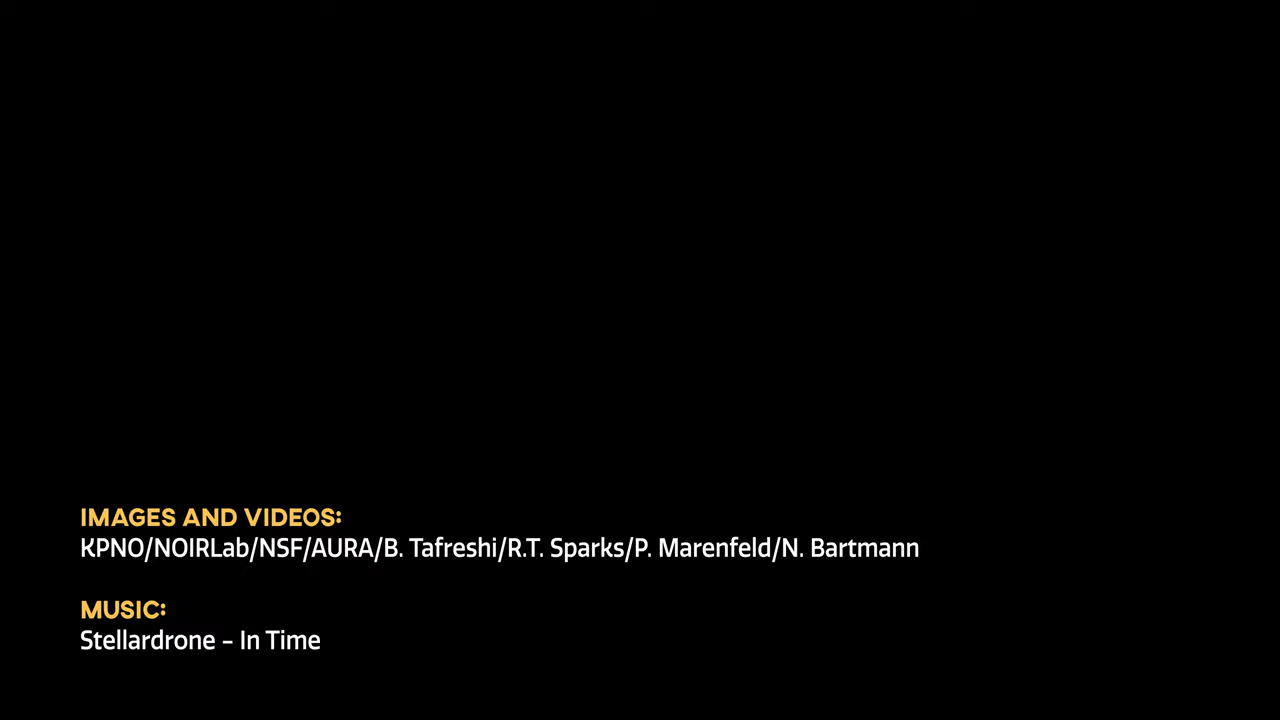 IMAGES AND VIDEOS:
KPNO/NOIRLab/NSF/AURA/B. Tafreshi/R.T. Sparks/P. Marenfeld/N. Bartmann
MUSIC:
Stellardrone – In Time